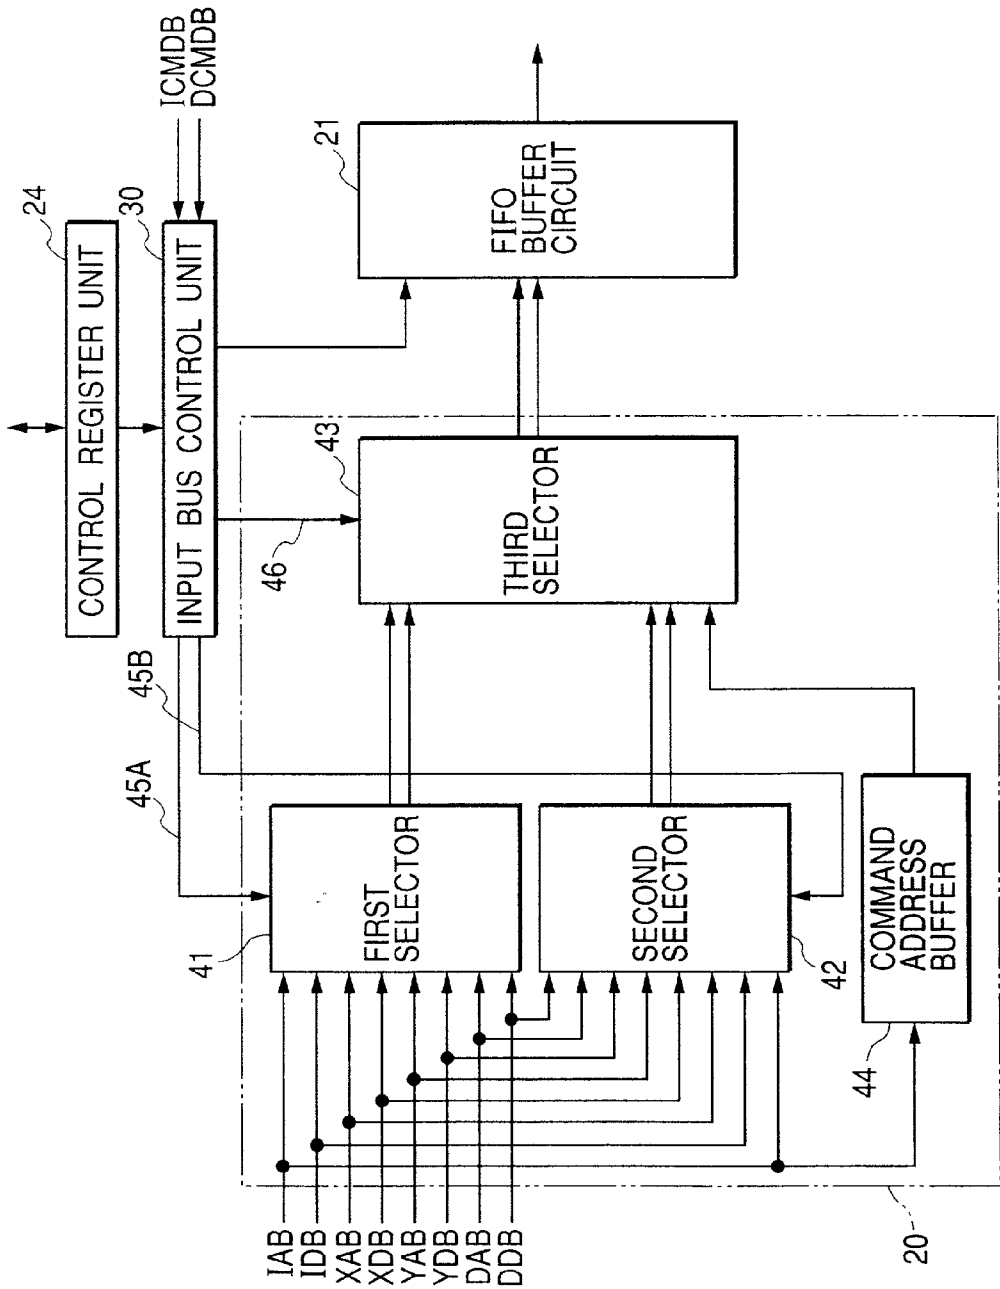 ICMDB
DCMDB
24
CONTROL REGISTER UNIT
30
INPUT BUS CONTROL UNIT
21
FIFO
BUFFER
CIRCUIT
43
THIRD
SELECTOR
46
45B
45A
41
FIRST
SELECTOR
SECOND
SELECTOR
42
COMMAND
ADDRESS
BUFFER
44
IAB
IDB
XAB
XDB
YAB
YDB
DAB
DDB
20